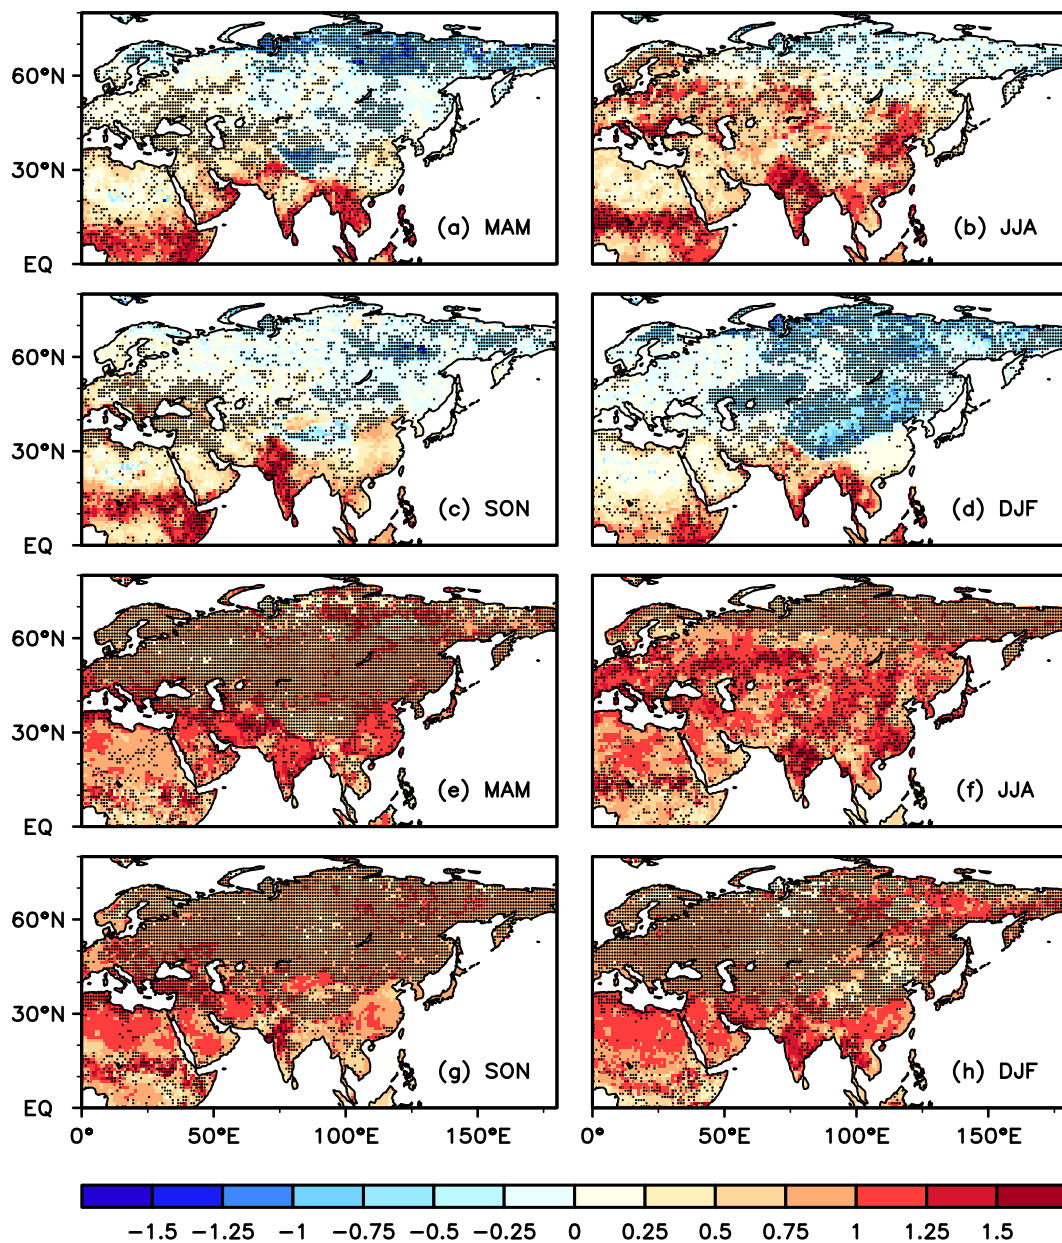 60°N
30°N
EQ
(a) MAM
(b) JJA
60°N
30°N
EQ
(c) SON
(d) DJF
60°N
30°N
EQ
(e) MAM
(f) JJA
60°N
30°N
EQ
(g) SON
(h) DJF
0° 50°E 100°E 150°E 0° 50°E 100°E 150°E
−1.5 −1.25 −1 −0.75 −0.5 −0.25 0 0.25 0.5 0.75 1 1.25 1.5